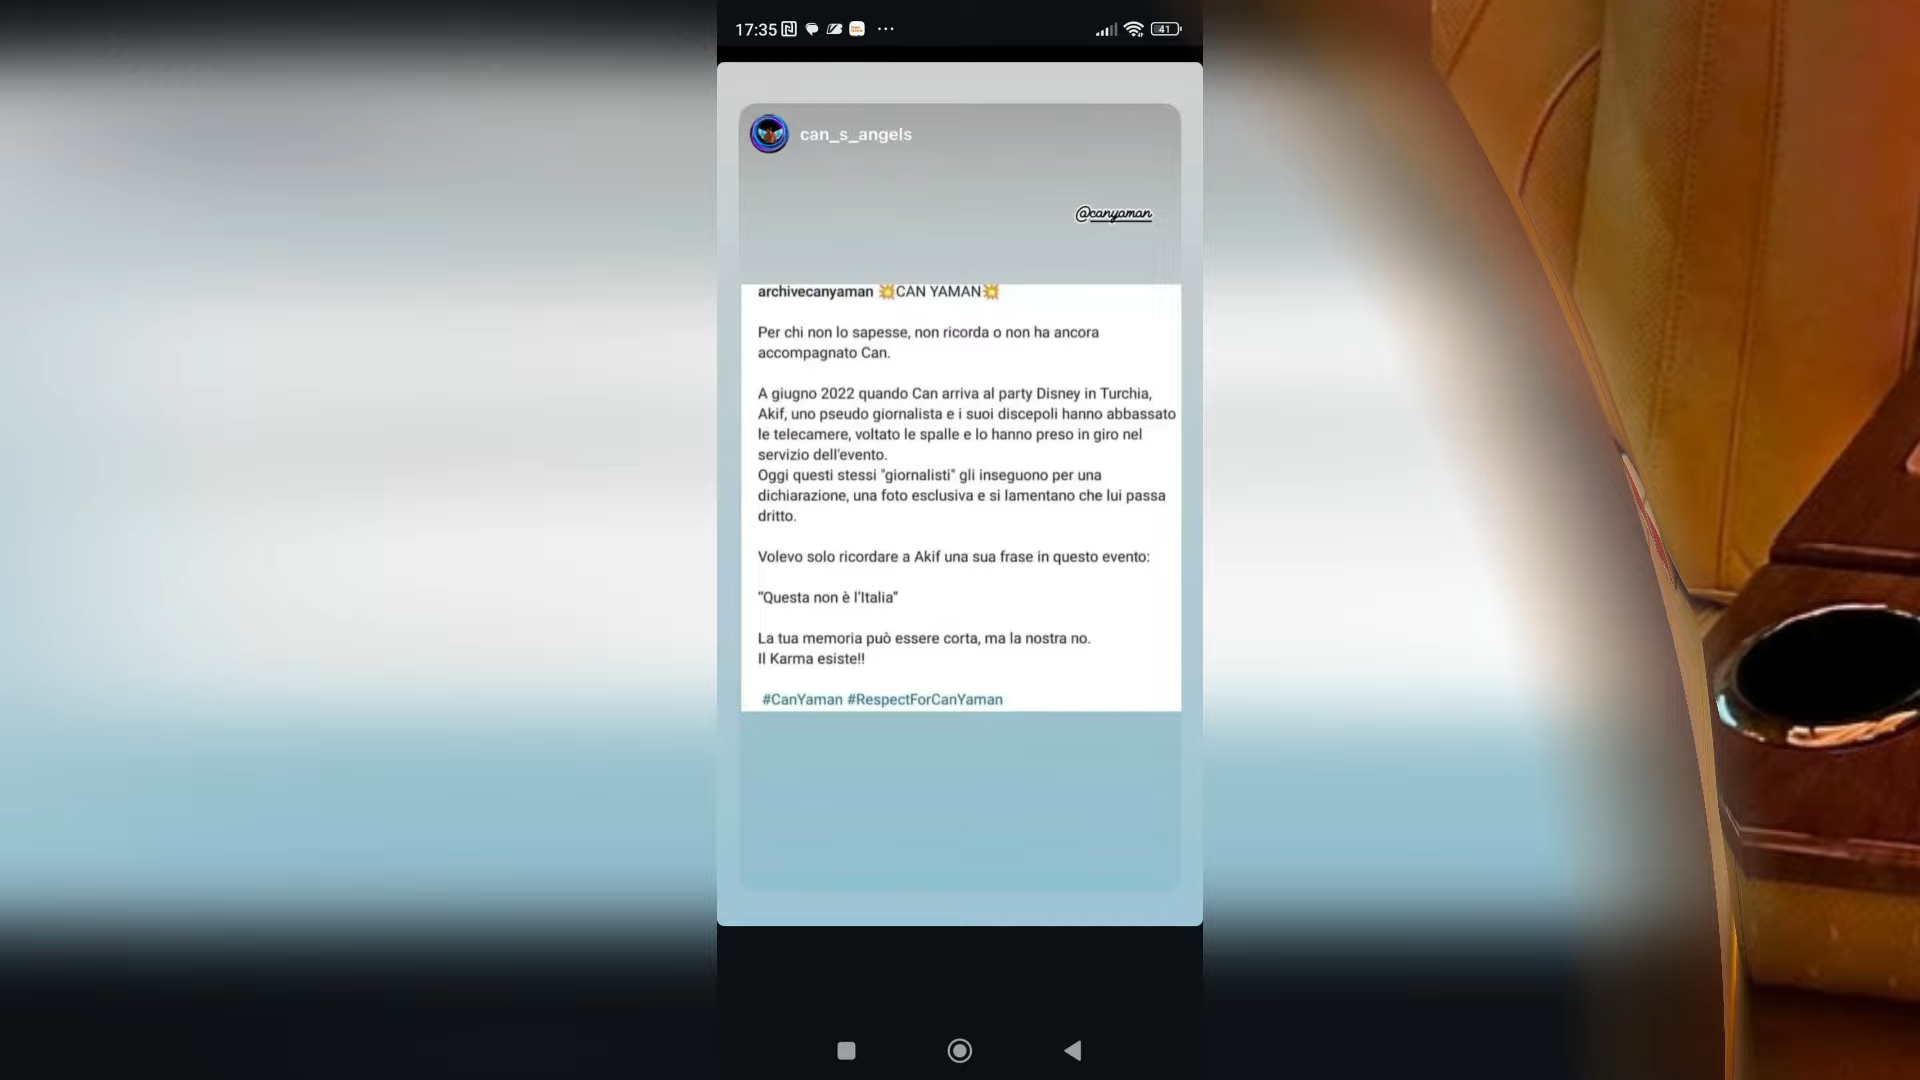 17:35
41
can_s_angels
@canyaman
archivecanyaman 💥CAN YAMAN💥
Per chi non lo sapesse, non ricorda o non ha ancora
accompagnato Can.
A giugno 2022 quando Can arriva al party Disney in Turchia,
Akif, uno pseudo giornalista e i suoi discepoli hanno abbassato
le telecamere, voltato le spalle e lo hanno preso in giro nel
servizio dell'evento.
Oggi questi stessi "giornalisti" gli inseguono per una
dichiarazione, una foto esclusiva e si lamentano che lui passa
dritto.
Volevo solo ricordare a Akif una sua frase in questo evento:
"Questa non è l'Italia"
La tua memoria può essere corta, ma la nostra no.
Il Karma esiste!!
#CanYaman #RespectForCanYaman